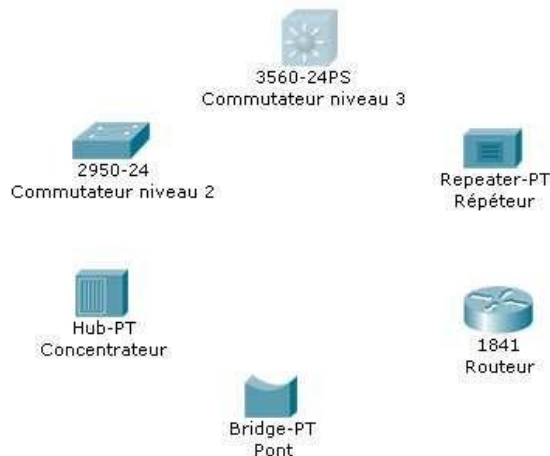 3560-24PS
Commutateur niveau 3
2950-24
Commutateur niveau 2
Repeater-PT
Répéteur
Hub-PT
Concentrateur
1841
Routeur
Bridge-PT
Pont